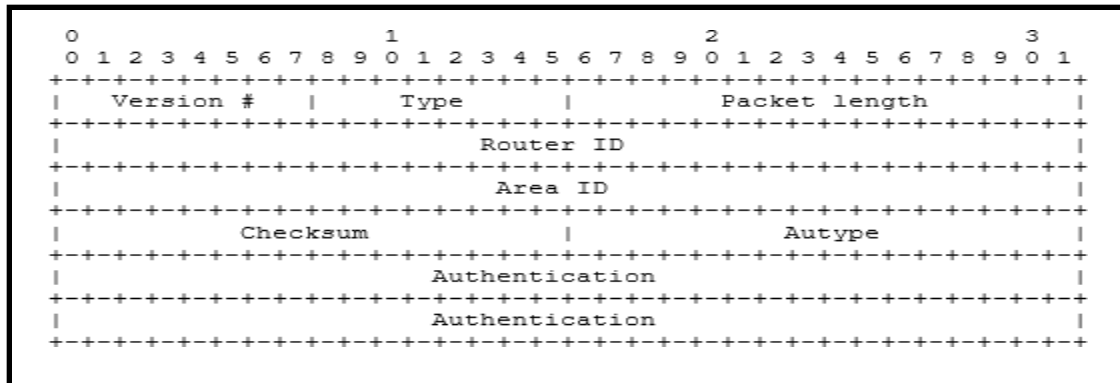 0 1 2 3
0 1 2 3 4 5 6 7 8 9 0 1 2 3 4 5 6 7 8 9 0 1 2 3 4 5 6 7 8 9 0 1
+-+-+-+-+-+-+-+-+-+-+-+-+-+-+-+-+-+-+-+-+-+-+-+-+-+-+-+-+-+-+-+-+
| Version # | Type | Packet length |
+-+-+-+-+-+-+-+-+-+-+-+-+-+-+-+-+-+-+-+-+-+-+-+-+-+-+-+-+-+-+-+-+
| Router ID |
+-+-+-+-+-+-+-+-+-+-+-+-+-+-+-+-+-+-+-+-+-+-+-+-+-+-+-+-+-+-+-+-+
| Area ID |
+-+-+-+-+-+-+-+-+-+-+-+-+-+-+-+-+-+-+-+-+-+-+-+-+-+-+-+-+-+-+-+-+
| Checksum | Autype |
+-+-+-+-+-+-+-+-+-+-+-+-+-+-+-+-+-+-+-+-+-+-+-+-+-+-+-+-+-+-+-+-+
| Authentication |
+-+-+-+-+-+-+-+-+-+-+-+-+-+-+-+-+-+-+-+-+-+-+-+-+-+-+-+-+-+-+-+-+
| Authentication |
+-+-+-+-+-+-+-+-+-+-+-+-+-+-+-+-+-+-+-+-+-+-+-+-+-+-+-+-+-+-+-+-+